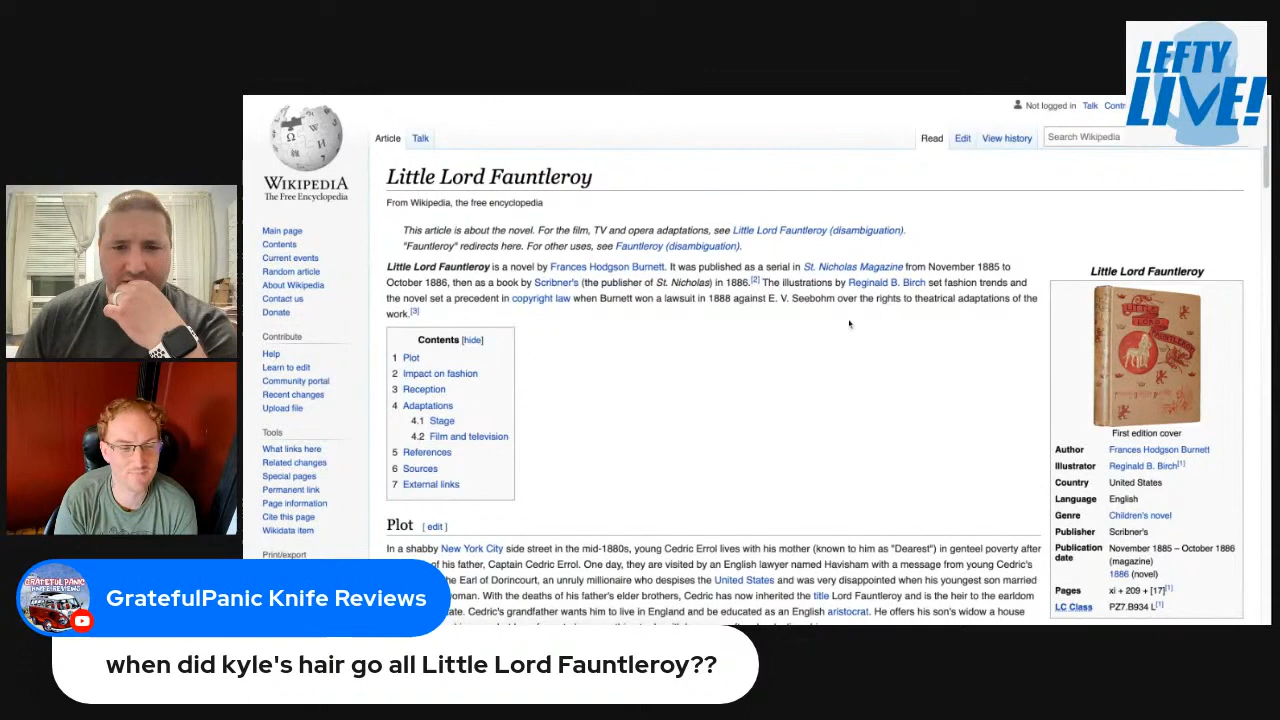 LEFTY
LIVE!
Not logged in Talk Contr
Article Talk
Read Edit View history
Search Wikipedia
WIKIPEDIA
The Free Encyclopedia
Main page
Contents
Current events
Random article
About Wikipedia
Contact us
Donate
Contribute
Help
Learn to edit
Community portal
Recent changes
Upload file
Tools
What links here
Related changes
Special pages
Permanent link
Page information
Cite this page
Wikidata item
Print/export
Little Lord Fauntleroy
From Wikipedia, the free encyclopedia
This article is about the novel. For the film, TV and opera adaptations, see Little Lord Fauntleroy (disambiguation).
"Fauntleroy" redirects here. For other uses, see Fauntleroy (disambiguation).
Little Lord Fauntleroy is a novel by Frances Hodgson Burnett. It was published as a serial in St. Nicholas Magazine from November 1885 to
October 1886, then as a book by Scribner's (the publisher of St. Nicholas) in 1886.[2] The illustrations by Reginald B. Birch set fashion trends and
the novel set a precedent in copyright law when Burnett won a lawsuit in 1888 against E. V. Seebohm over the rights to theatrical adaptations of the
work.[3]
Contents [hide]
1 Plot
2 Impact on fashion
3 Reception
4 Adaptations
4.1 Stage
4.2 Film and television
5 References
6 Sources
7 External links
Little Lord Fauntleroy
LITTLE
LORD
FAUNTLEROY
First edition cover
Author Frances Hodgson Burnett
Illustrator Reginald B. Birch[1]
Country United States
Language English
Genre Children's novel
Publisher Scribner's
Publication November 1885 – October 1886
date (magazine)
1886 (novel)
Pages xi + 209 + [17][1]
LC Class PZ7.B934 L[1]
Plot [ edit ]
In a shabby New York City side street in the mid-1880s, young Cedric Errol lives with his mother (known to him as "Dearest") in genteel poverty after
of his father, Captain Cedric Errol. One day, they are visited by an English lawyer named Havisham with a message from young Cedric's
the Earl of Dorincourt, an unruly millionaire who despises the United States and was very disappointed when his youngest son married
oman. With the deaths of his father's elder brothers, Cedric has now inherited the title Lord Fauntleroy and is the heir to the earldom
state. Cedric's grandfather wants him to live in England and be educated as an English aristocrat. He offers his son's widow a house
GRATEFUL PANIC
KNIFE REVIEWS
GratefulPanic Knife Reviews
when did kyle's hair go all Little Lord Fauntleroy??